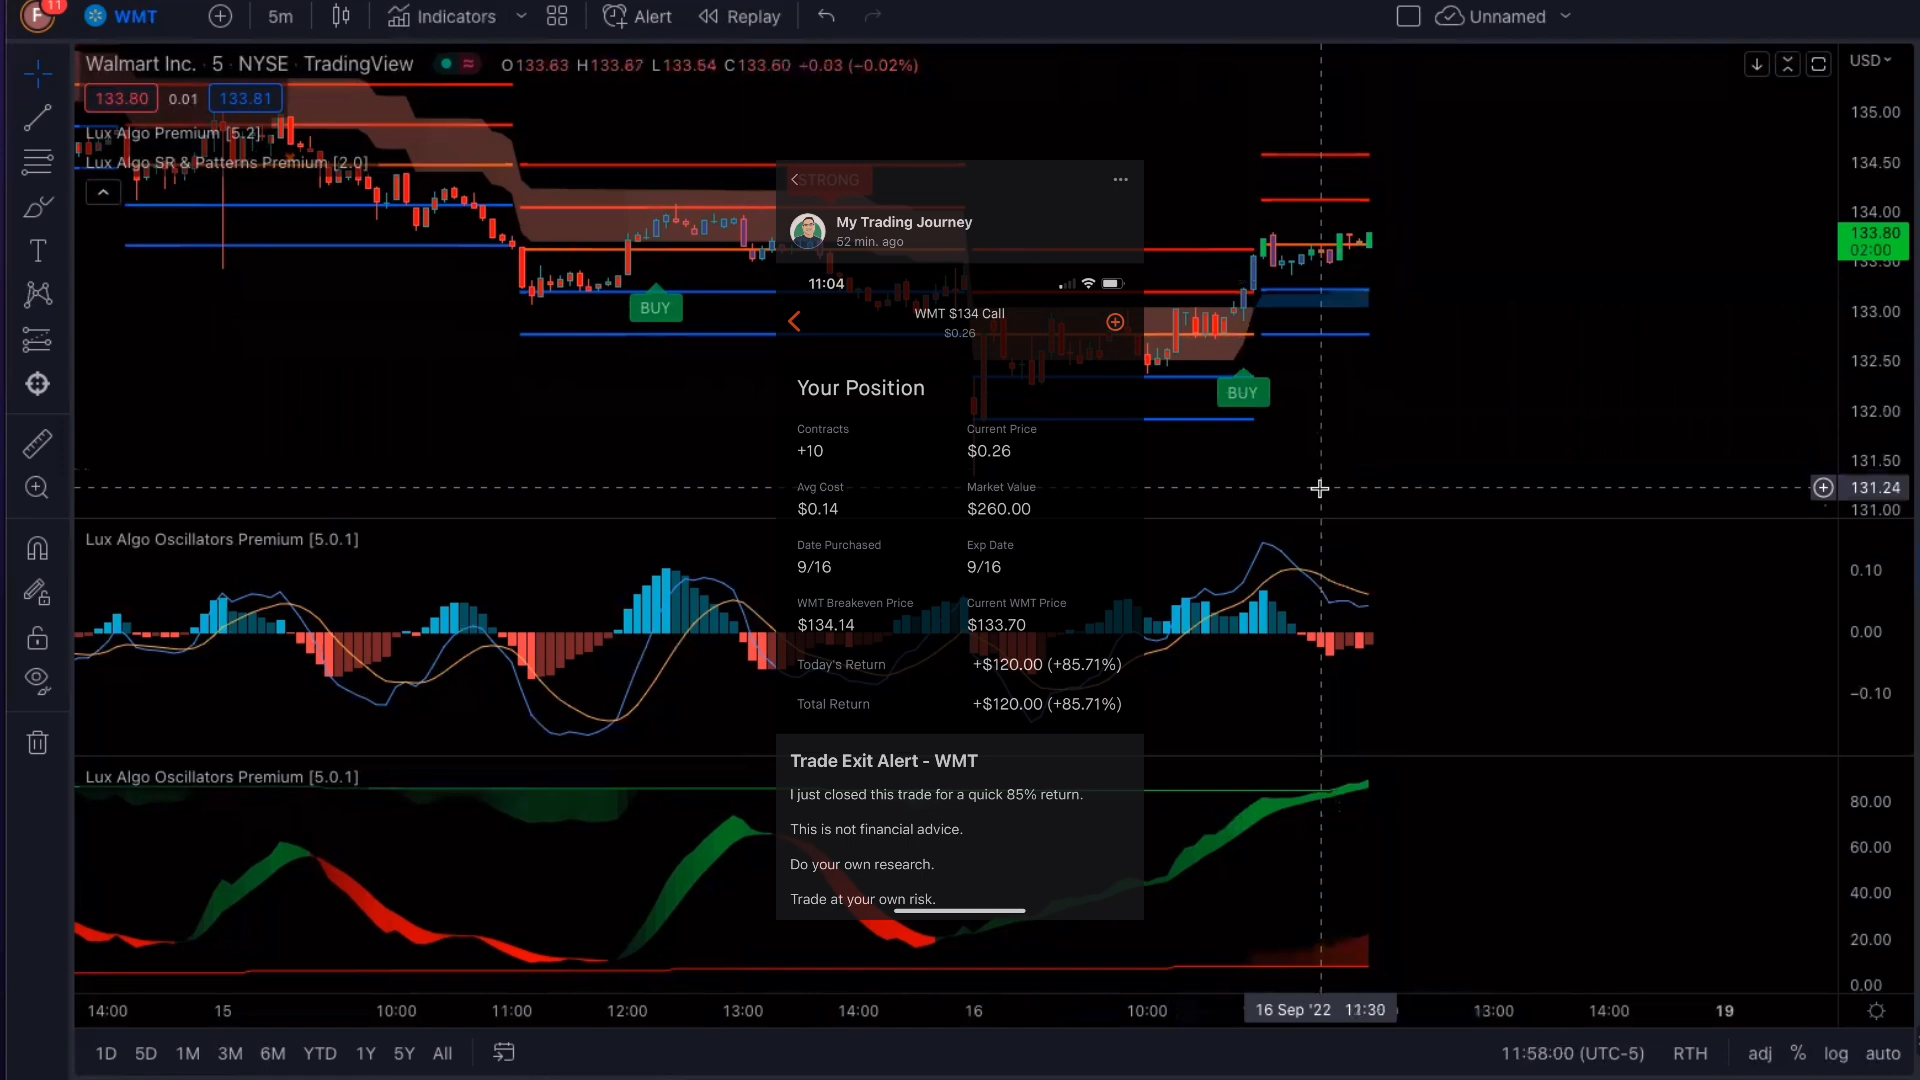 F 11 WMT 5m Indicators Alert Replay Unnamed
Walmart Inc. · 5 · NYSE · TradingView O133.63 H133.67 L133.54 C133.60 +0.03 (−0.02%) USD
133.80 0.01 133.81
Lux Algo Premium [5.2]
Lux Algo SR & Patterns Premium [2.0]
STRONG
My Trading Journey
52 min. ago
11:04
WMT $134 Call
$0.26
BUY
BUY
Your Position
Contracts Current Price
+10 $0.26
Avg Cost Market Value
$0.14 $260.00
Date Purchased Exp Date
9/16 9/16
WMT Breakeven Price Current WMT Price
$134.14 $133.70
Today's Return +$120.00 (+85.71%)
Total Return +$120.00 (+85.71%)
Trade Exit Alert - WMT
I just closed this trade for a quick 85% return.
This is not financial advice.
Do your own research.
Trade at your own risk.
135.00
134.50
134.00
133.80
02:00
133.50
133.00
132.50
132.00
131.50
131.24
131.00
Lux Algo Oscillators Premium [5.0.1]
0.10
0.00
−0.10
Lux Algo Oscillators Premium [5.0.1]
80.00
60.00
40.00
20.00
0.00
14:00 15 10:00 11:00 12:00 13:00 14:00 16 10:00 16 Sep '22 11:30 13:00 14:00 19
1D 5D 1M 3M 6M YTD 1Y 5Y All 11:58:00 (UTC-5) RTH adj % log auto